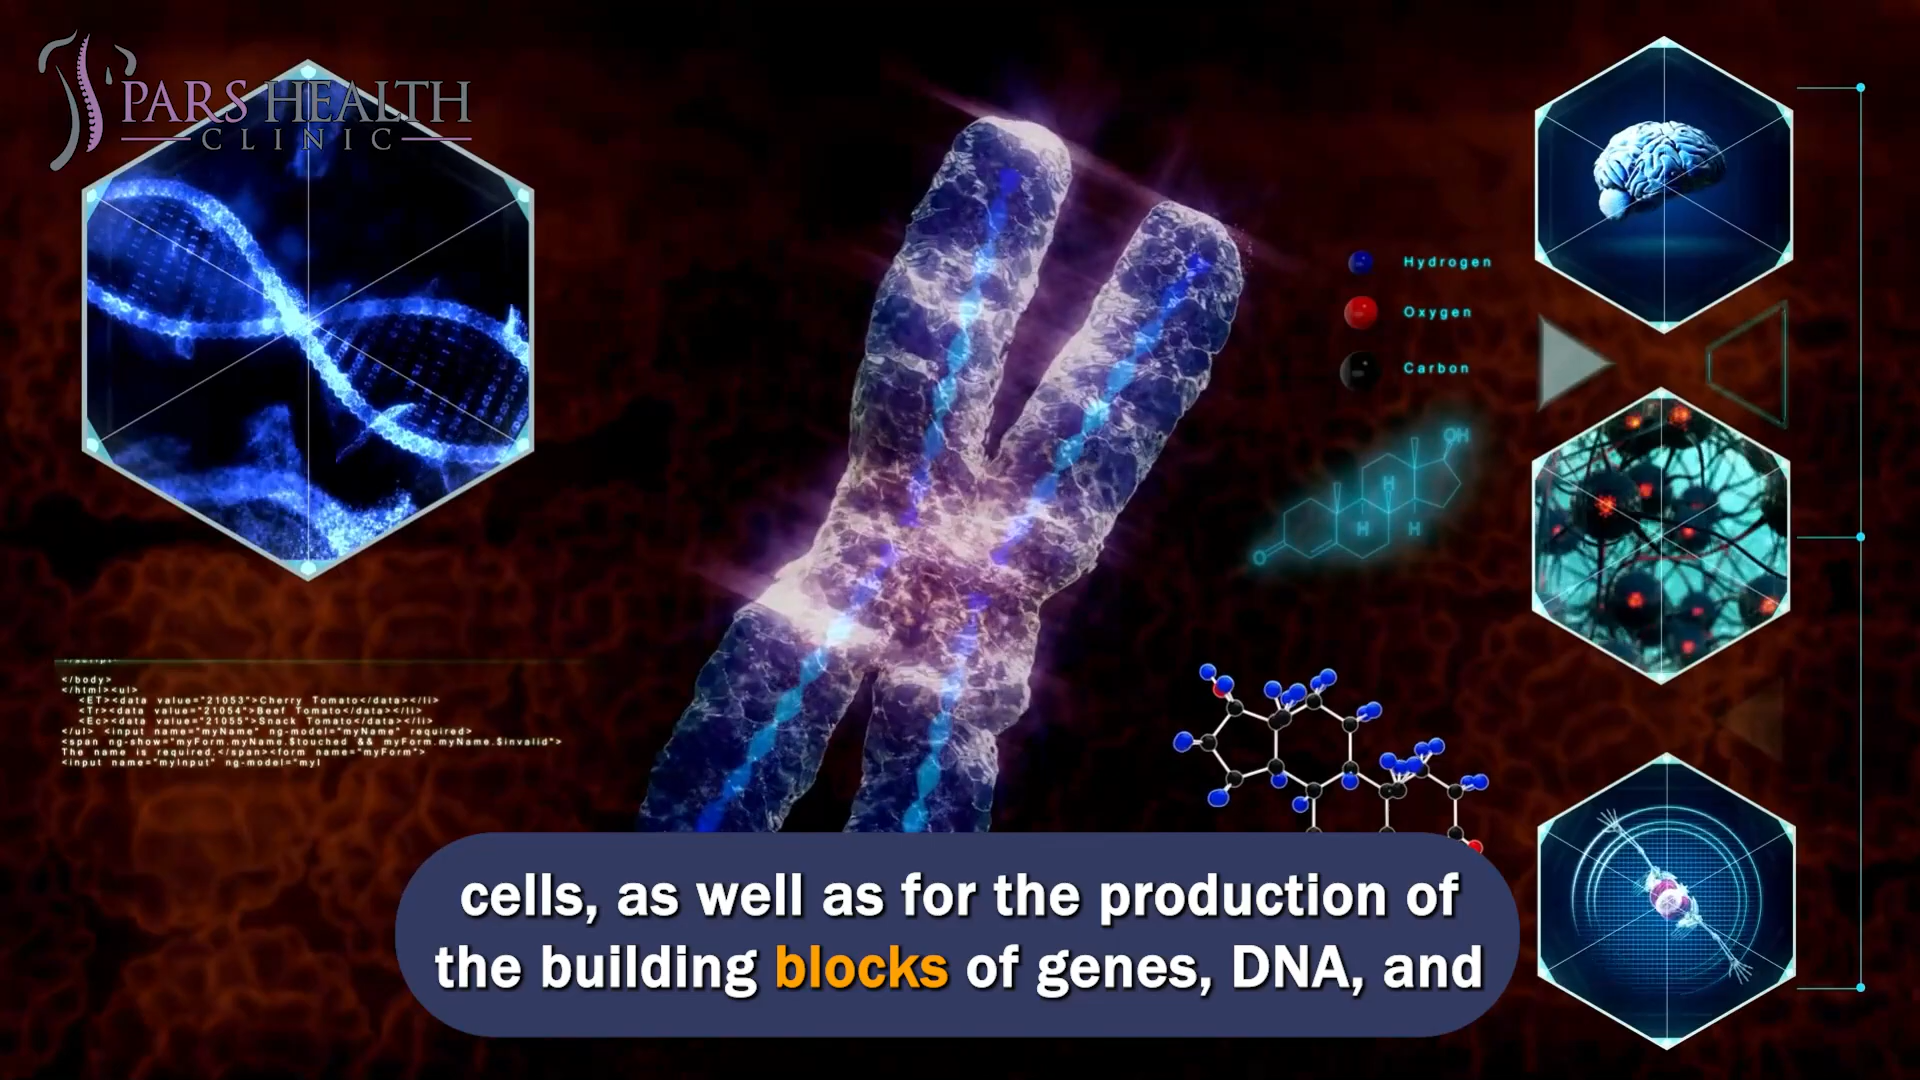 PARS HEALTH
CLINIC
Hydrogen
Oxygen
Carbon
OH
H
H
H
O
</body>
</html><ul>
<ET><data value="21053">Cherry Tomato</data></li>
<Tr><data value="21054">Beef Tomato</data></li>
<Ec><data value="21055">Snack Tomato</data></li>
</ul> <input name="myName" ng-model="myName" required>
<span ng-show="myForm.myName.$touched && myForm.myName.$invalid">
The name is required.</span><form name="myForm">
<input name="myInput" ng-model="myI
cells, as well as for the production of
the building blocks of genes, DNA, and